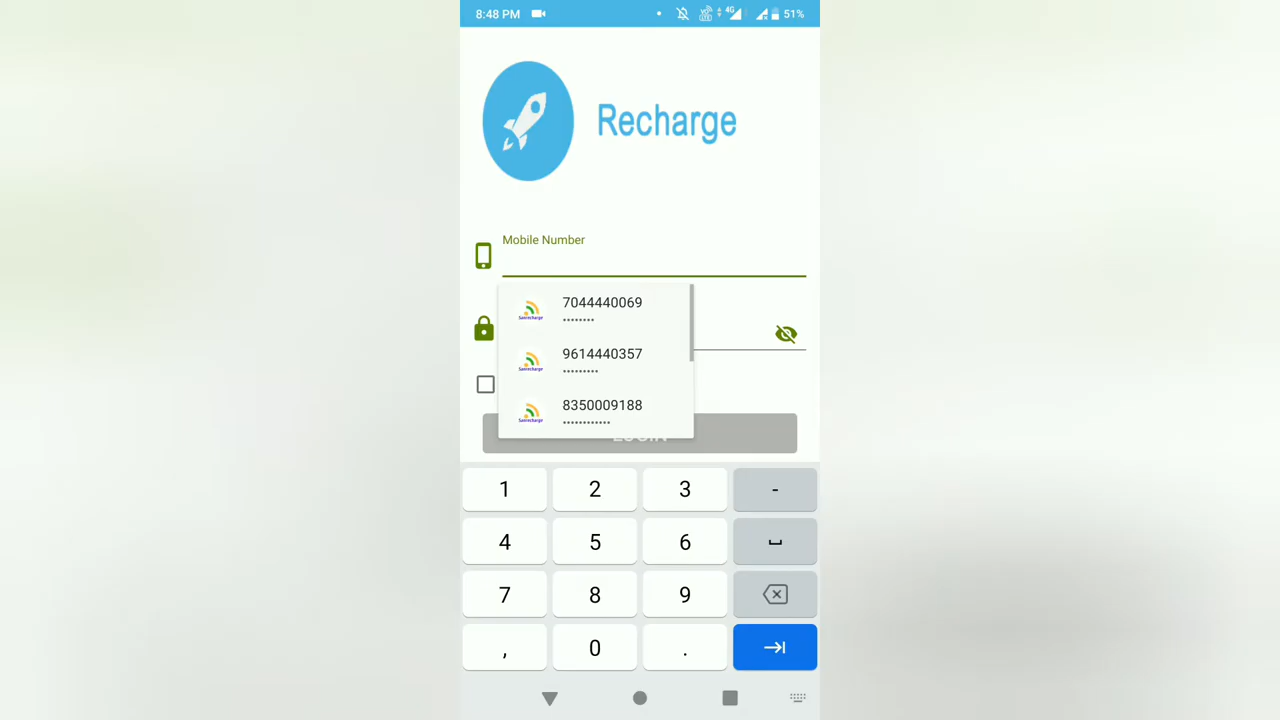 8:48 PM
4G
51%
Recharge
Mobile Number
7044440069
••••••••
9614440357
•••••••••
8350009188
••••••••••••
LOGIN
1 2 3 -
4 5 6
7 8 9
, 0 .